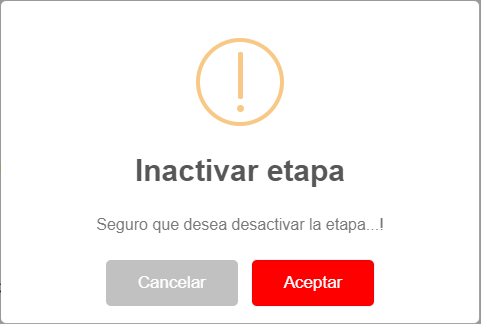 Inactivar etapa
Seguro que desea desactivar la etapa...!
Cancelar
Aceptar